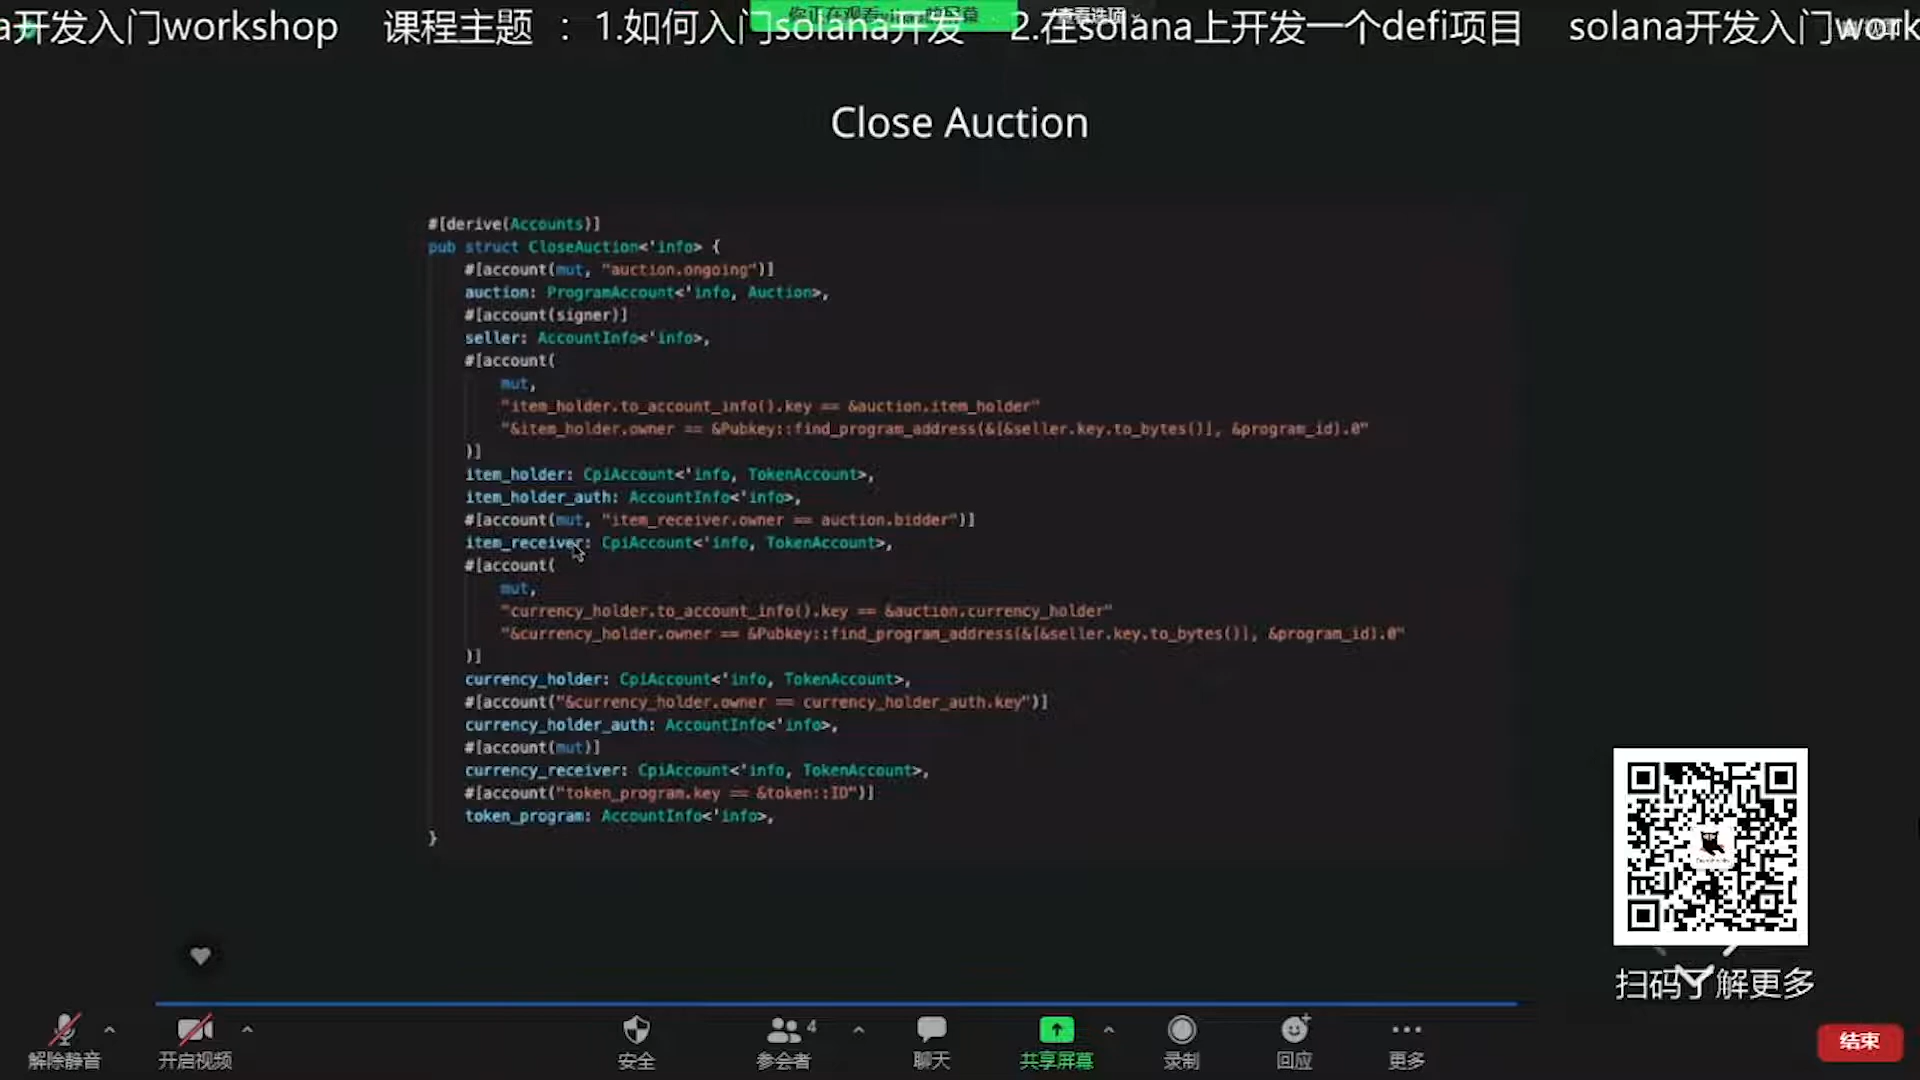 a开发入门workshop 课程主题 : 1.如何入门solana开发 2.在solana上开发一个defi项目 solana开发入门work
Close Auction
#[derive(Accounts)]
pub struct CloseAuction<'info> {
#[account(mut, "auction.ongoing")]
auction: ProgramAccount<'info, Auction>,
#[account(signer)]
seller: AccountInfo<'info>,
#[account(
mut,
"item_holder.to_account_info().key == &auction.item_holder"
"&item_holder.owner == &Pubkey::find_program_address(&[&seller.key.to_bytes()], &program_id).0"
)]
item_holder: CpiAccount<'info, TokenAccount>,
item_holder_auth: AccountInfo<'info>,
#[account(mut, "item_receiver.owner == auction.bidder")]
item_receiver: CpiAccount<'info, TokenAccount>,
#[account(
mut,
"currency_holder.to_account_info().key == &auction.currency_holder"
"&currency_holder.owner == &Pubkey::find_program_address(&[&seller.key.to_bytes()], &program_id).0"
)]
currency_holder: CpiAccount<'info, TokenAccount>,
#[account("&currency_holder.owner == currency_holder_auth.key")]
currency_holder_auth: AccountInfo<'info>,
#[account(mut)]
currency_receiver: CpiAccount<'info, TokenAccount>,
#[account("token_program.key == &token::ID")]
token_program: AccountInfo<'info>,
}
扫码了解更多
解除静音 开启视频 安全 参会者 4 聊天 共享屏幕 录制 回应 更多 结束